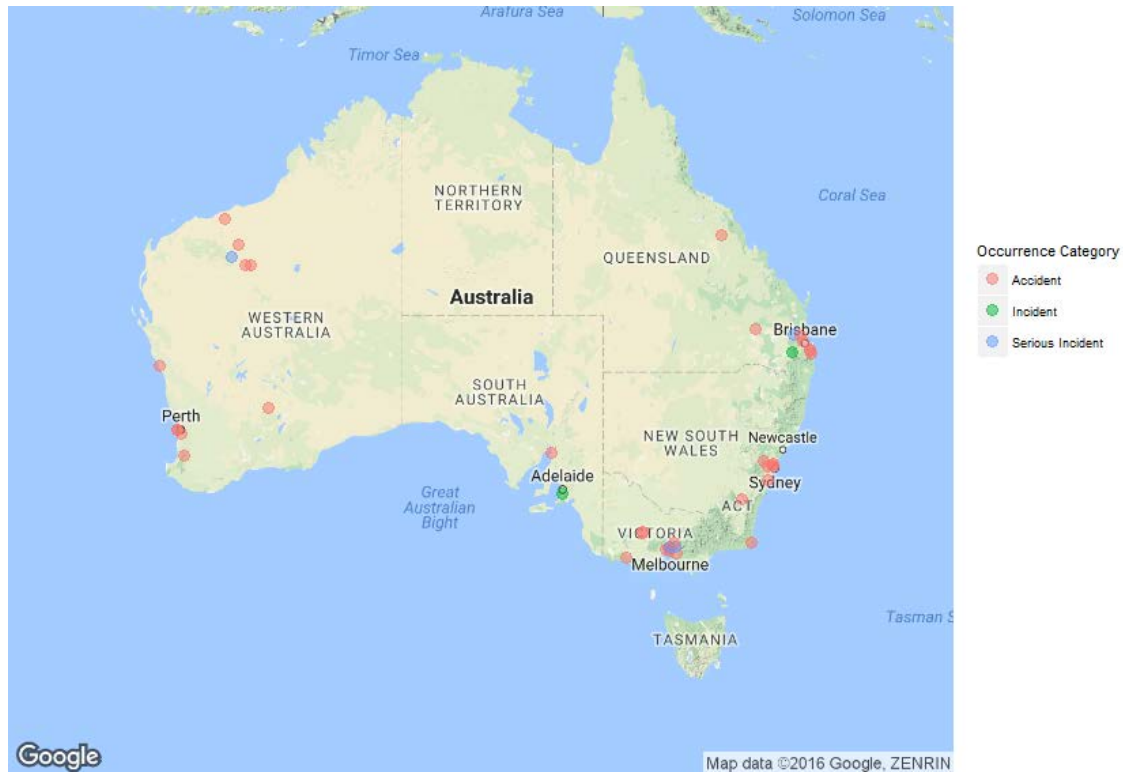 Arafura Sea
Solomon Sea
Timor Sea
Coral Sea
NORTHERN
TERRITORY
QUEENSLAND
Australia
WESTERN
AUSTRALIA
Brisbane
SOUTH
AUSTRALIA
Perth
NEW SOUTH
WALES
Newcastle
Adelaide
Sydney
Great
Australian
Bight
ACT
VICTORIA
Melbourne
Tasman S
TASMANIA
Google
Map data ©2016 Google, ZENRIN
Occurrence Category
Accident
Incident
Serious Incident